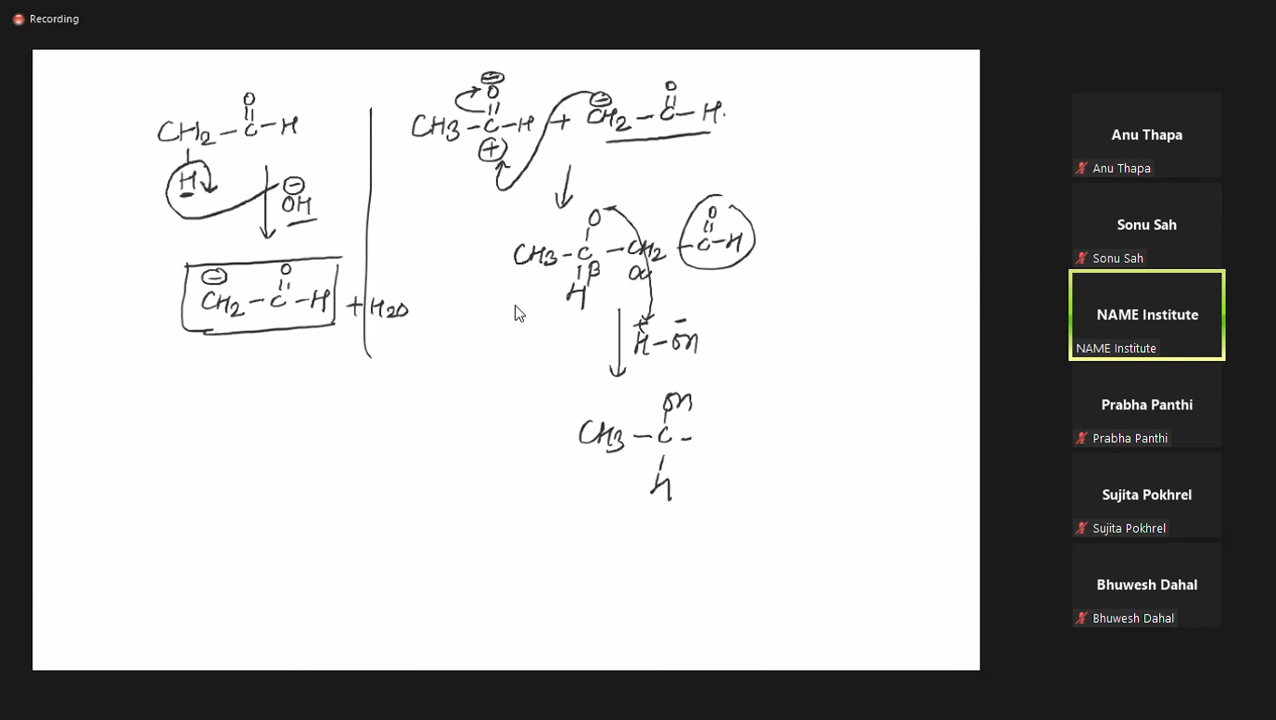 Recording
O
||
CH2 – C – H
|
H
⊖
OH
⊖ O
||
CH2 – C – H + H2O
⊖
O O
|| ⊖ ||
CH3 – C – H + CH2 – C – H
⊕
O O
| ||
CH3 – C – CH2 – C – H
| β α
H
+ –
H – OH
OH
|
CH3 – C –
|
H
Anu Thapa
Anu Thapa
Sonu Sah
Sonu Sah
NAME Institute
NAME Institute
Prabha Panthi
Prabha Panthi
Sujita Pokhrel
Sujita Pokhrel
Bhuwesh Dahal
Bhuwesh Dahal